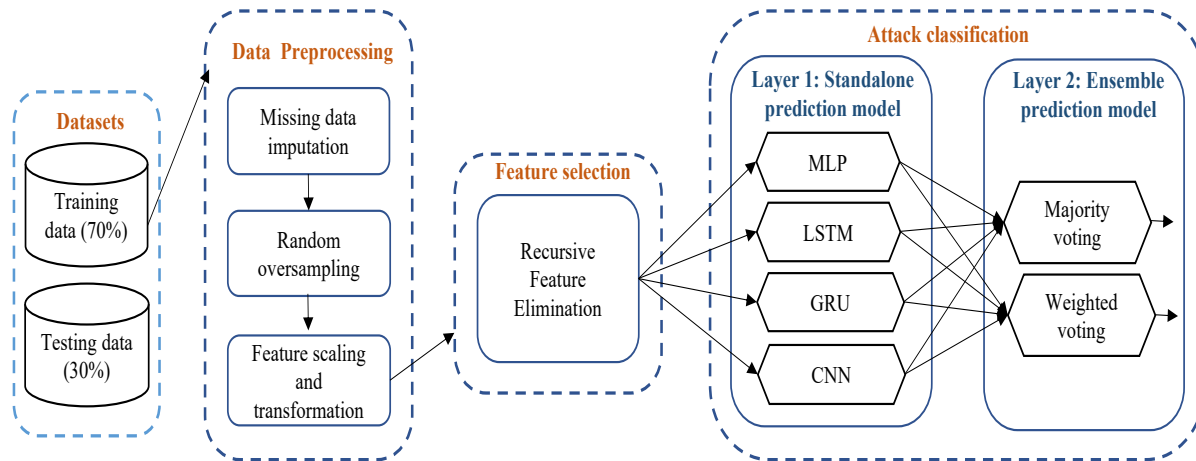 Datasets
Training
data (70%)
Testing data
(30%)
Data Preprocessing
Missing data
imputation
Random
oversampling
Feature scaling
and
transformation
Feature selection
Recursive
Feature
Elimination
Attack classification
Layer 1: Standalone
prediction model
MLP
LSTM
GRU
CNN
Layer 2: Ensemble
prediction model
Majority
voting
Weighted
voting